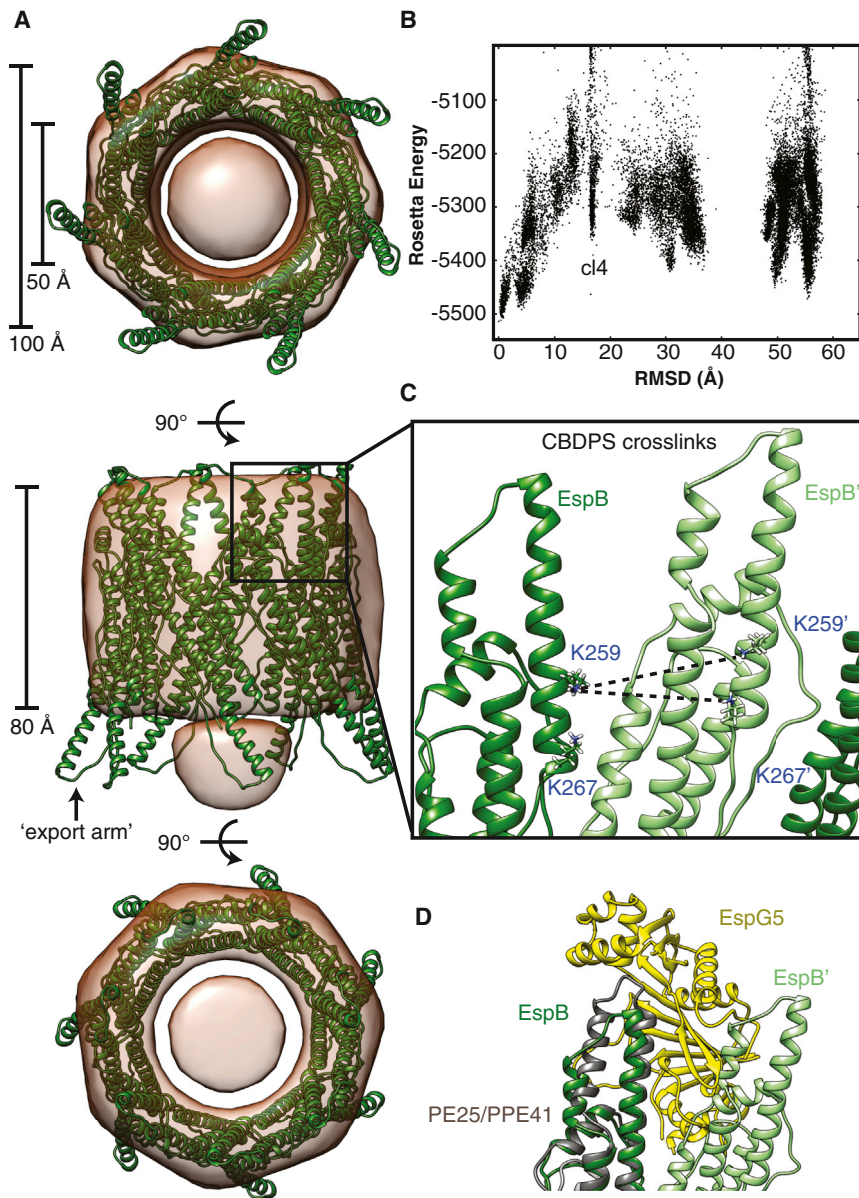 A
50 Å
100 Å
90°
80 Å
'export arm'
90°
B
Rosetta Energy
-5100
-5200
-5300
-5400
-5500
cl4
0 10 20 30 40 50 60
RMSD (Å)
C
CBDPS crosslinks
EspB
EspB'
K259
K259'
K267
K267'
D
EspG5
EspB'
EspB
PE25/PPE41